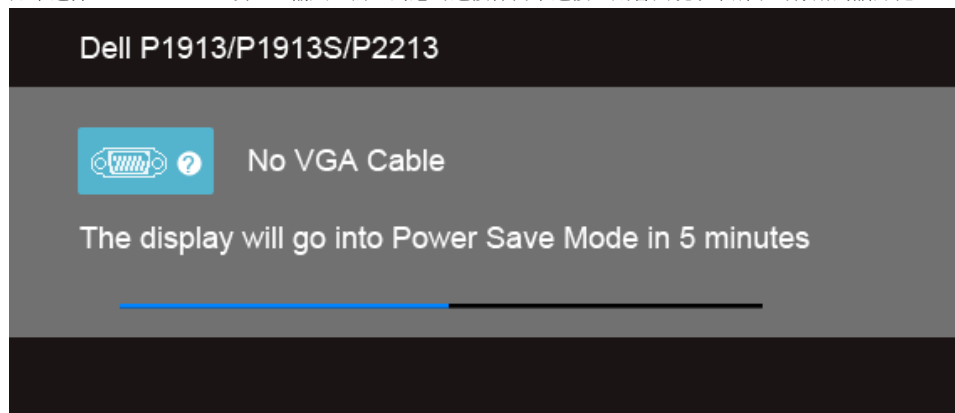 Dell P1913/P1913S/P2213
No VGA Cable
The display will go into Power Save Mode in 5 minutes